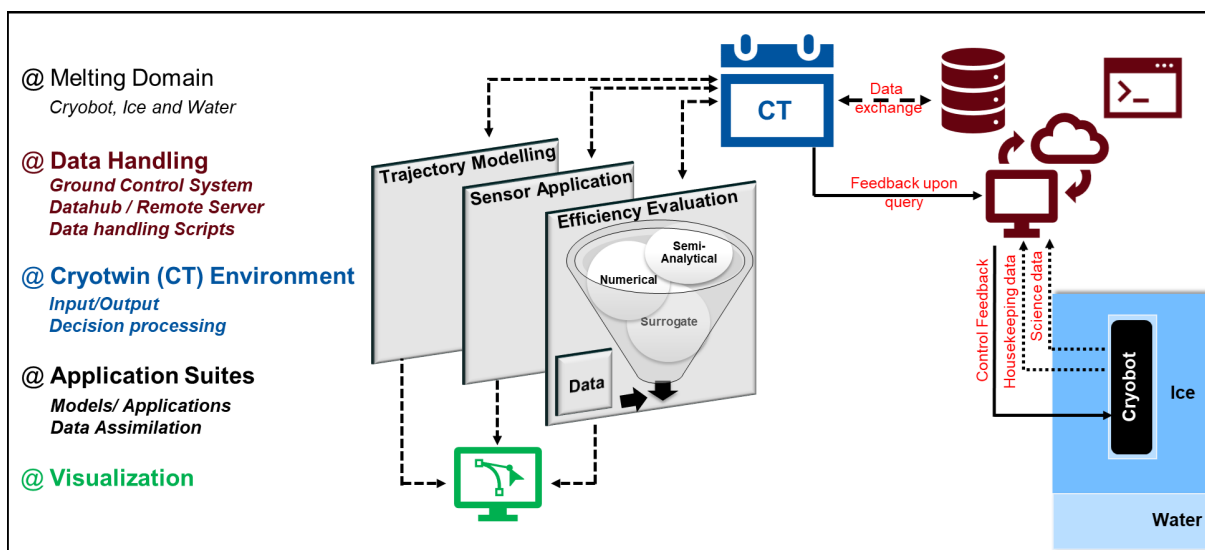 @ Melting Domain
Cryobot, Ice and Water
@ Data Handling
Ground Control System
Datahub / Remote Server
Data handling Scripts
@ Cryotwin (CT) Environment
Input/Output
Decision processing
@ Application Suites
Models/ Applications
Data Assimilation
@ Visualization
Trajectory Modelling
Sensor Application
Efficiency Evaluation
Semi-
Analytical
Numerical
Surrogate
Data
CT
Data
exchange
>_
Feedback upon
query
Control Feedback
Housekeeping data
Science data
Cryobot
Ice
Water